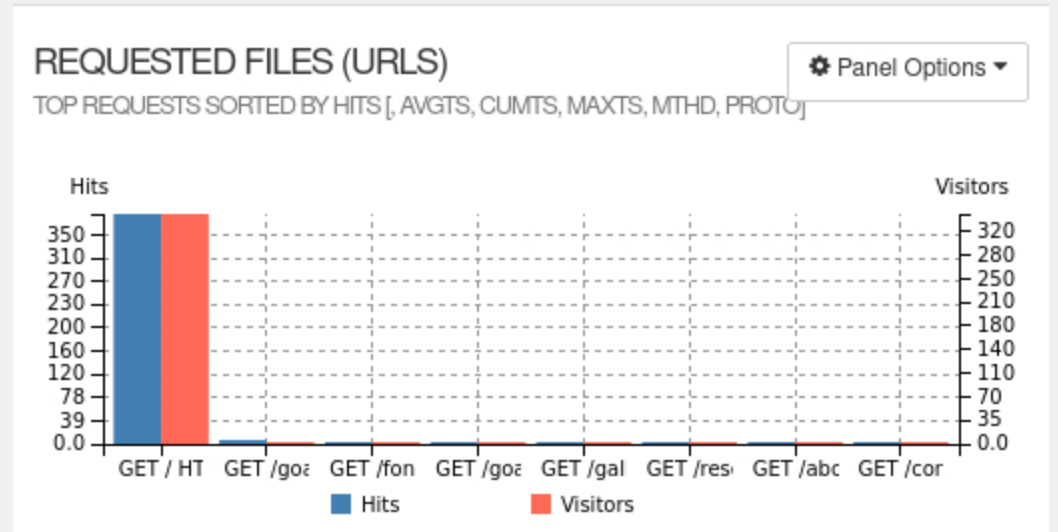 REQUESTED FILES (URLS)
Panel Options
TOP REQUESTS SORTED BY HITS [, AVGTS, CUMTS, MAXTS, MTHD, PROTO]
Hits
Visitors
350
310
270
230
200
160
120
78
39
0.0
320
280
250
210
180
140
110
70
35
0.0
GET / HT GET /goa GET /fon GET /goa GET /gal GET /res GET /abc GET /cor
Hits Visitors